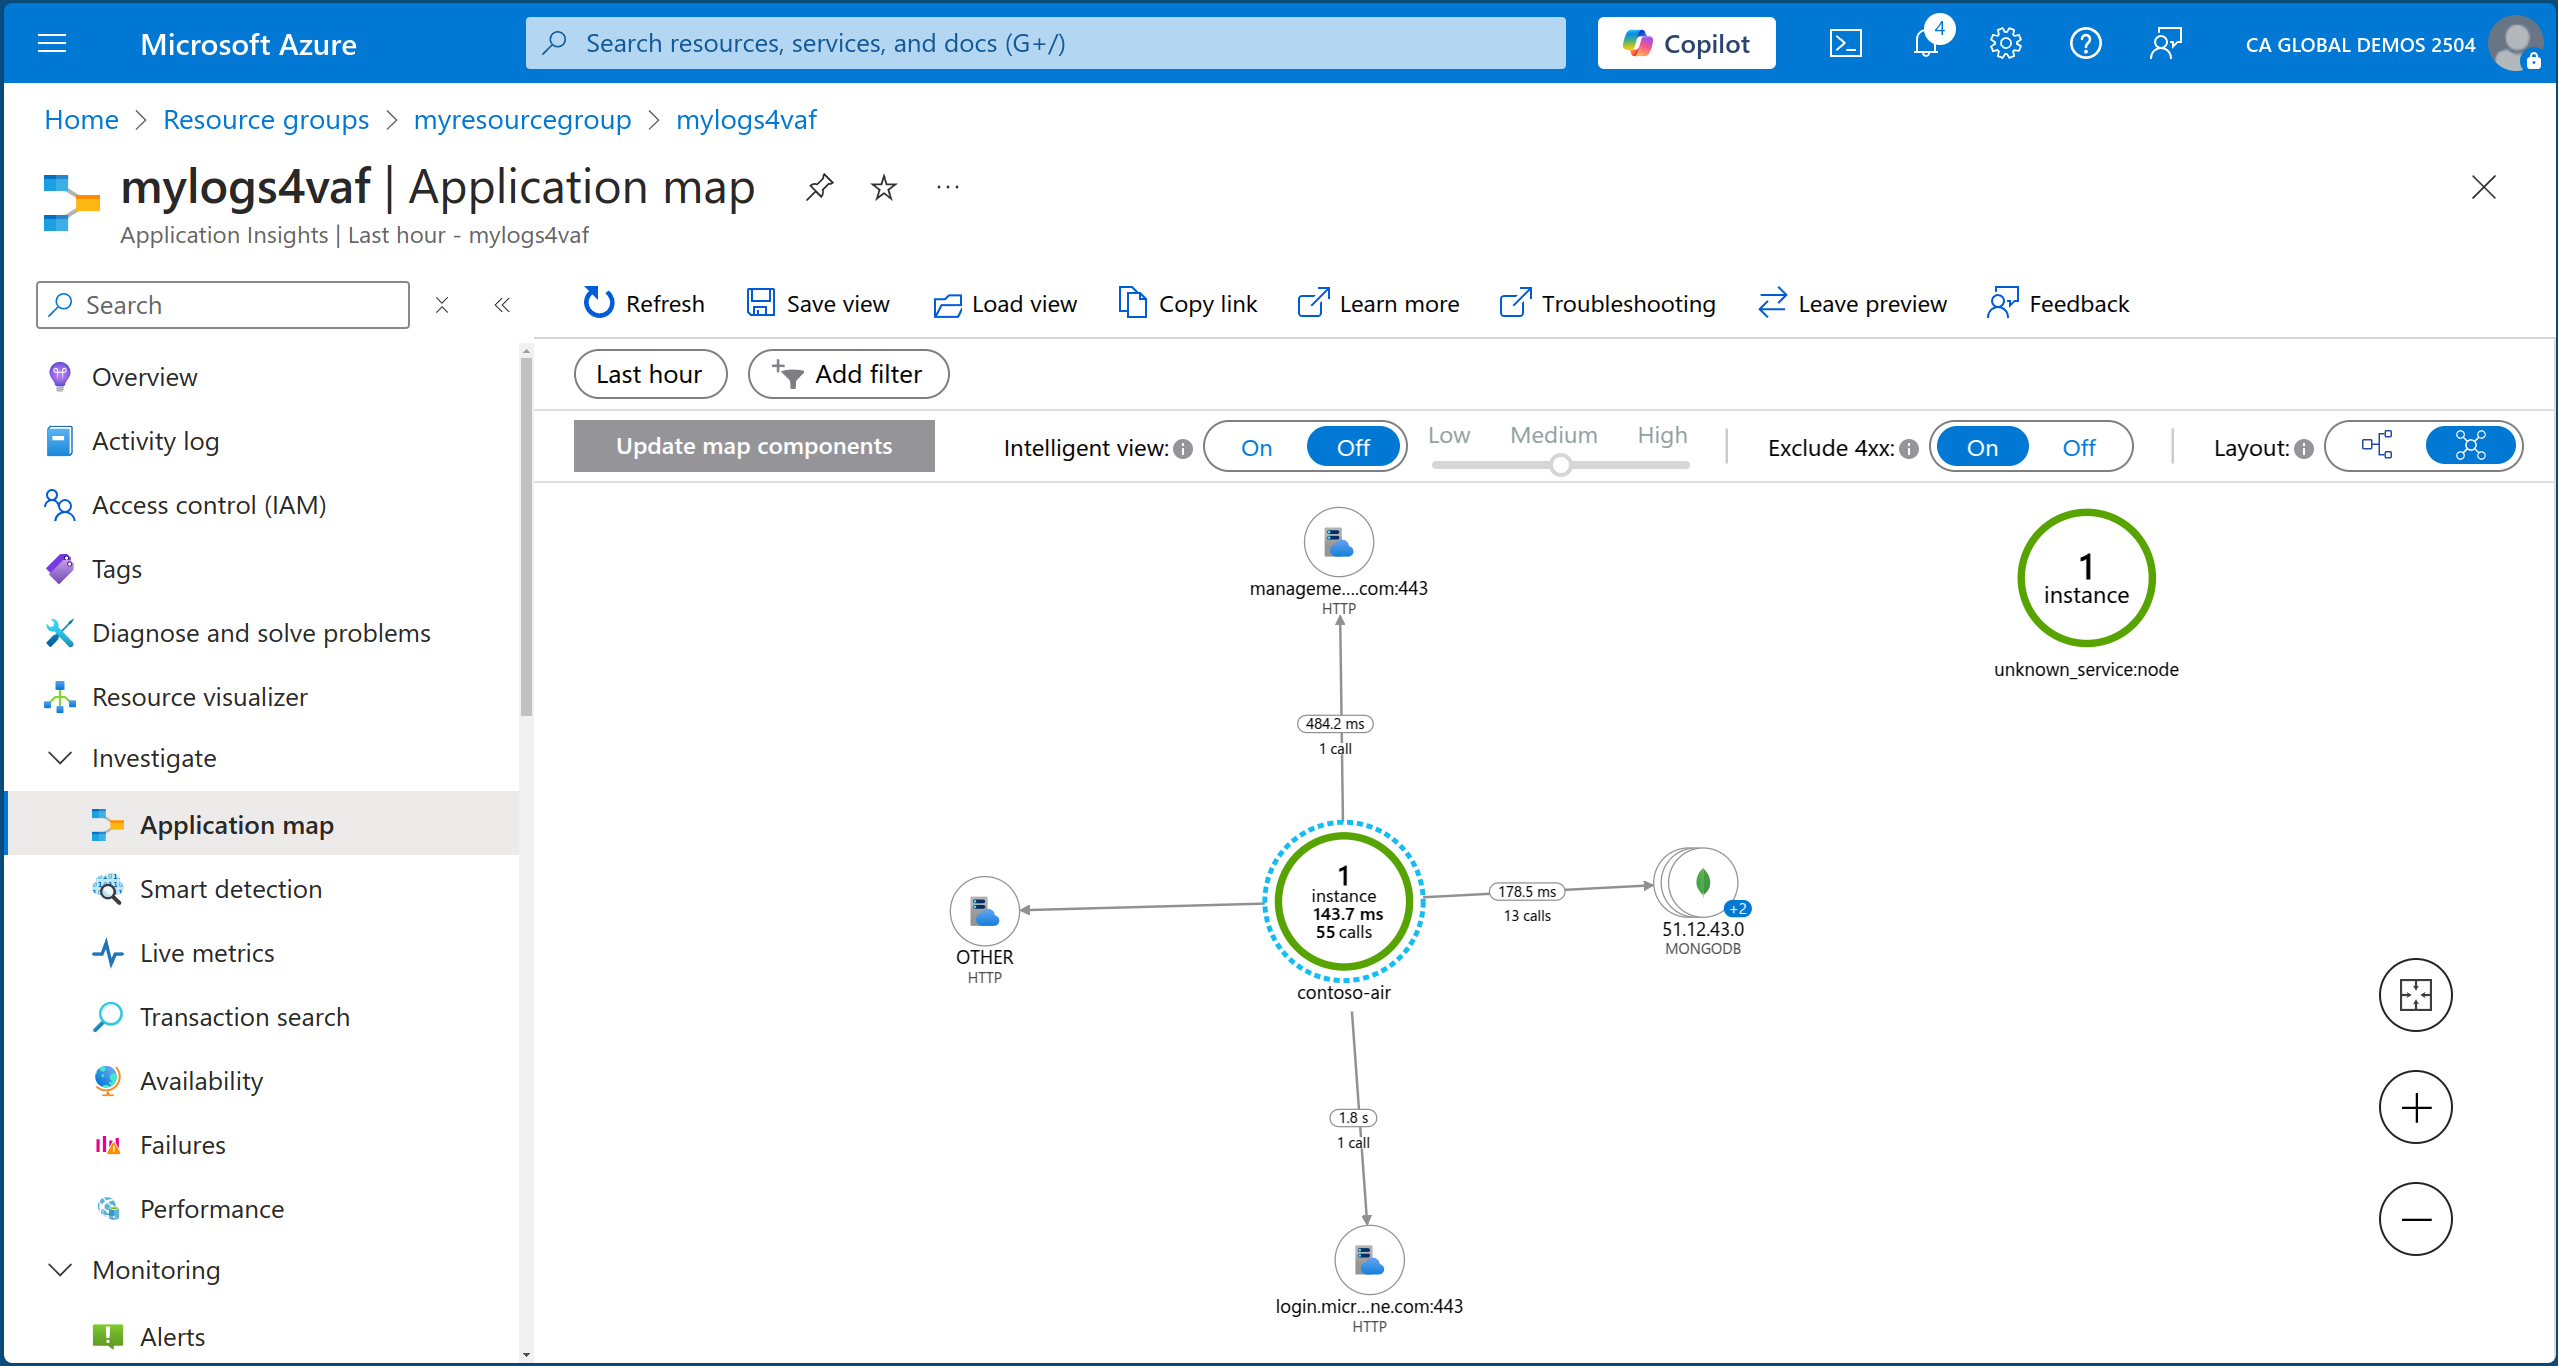 Microsoft Azure
Search resources, services, and docs (G+/)
Copilot
4
CA GLOBAL DEMOS 2504
Home > Resource groups > myresourcegroup > mylogs4vaf
mylogs4vaf | Application map
Application Insights | Last hour - mylogs4vaf
Search
Refresh
Save view
Load view
Copy link
Learn more
Troubleshooting
Leave preview
Feedback
Last hour
Add filter
Update map components
Intelligent view:
On
Off
Low
Medium
High
Exclude 4xx:
On
Off
Layout:
Overview
Activity log
Access control (IAM)
Tags
Diagnose and solve problems
Resource visualizer
Investigate
Application map
Smart detection
Live metrics
Transaction search
Availability
Failures
Performance
Monitoring
Alerts
manageme....com:443
HTTP
484.2 ms
1 call
1
instance
unknown_service:node
OTHER
HTTP
1
instance
143.7 ms
55 calls
contoso-air
178.5 ms
13 calls
+2
51.12.43.0
MONGODB
1.8 s
1 call
login.micr...ne.com:443
HTTP